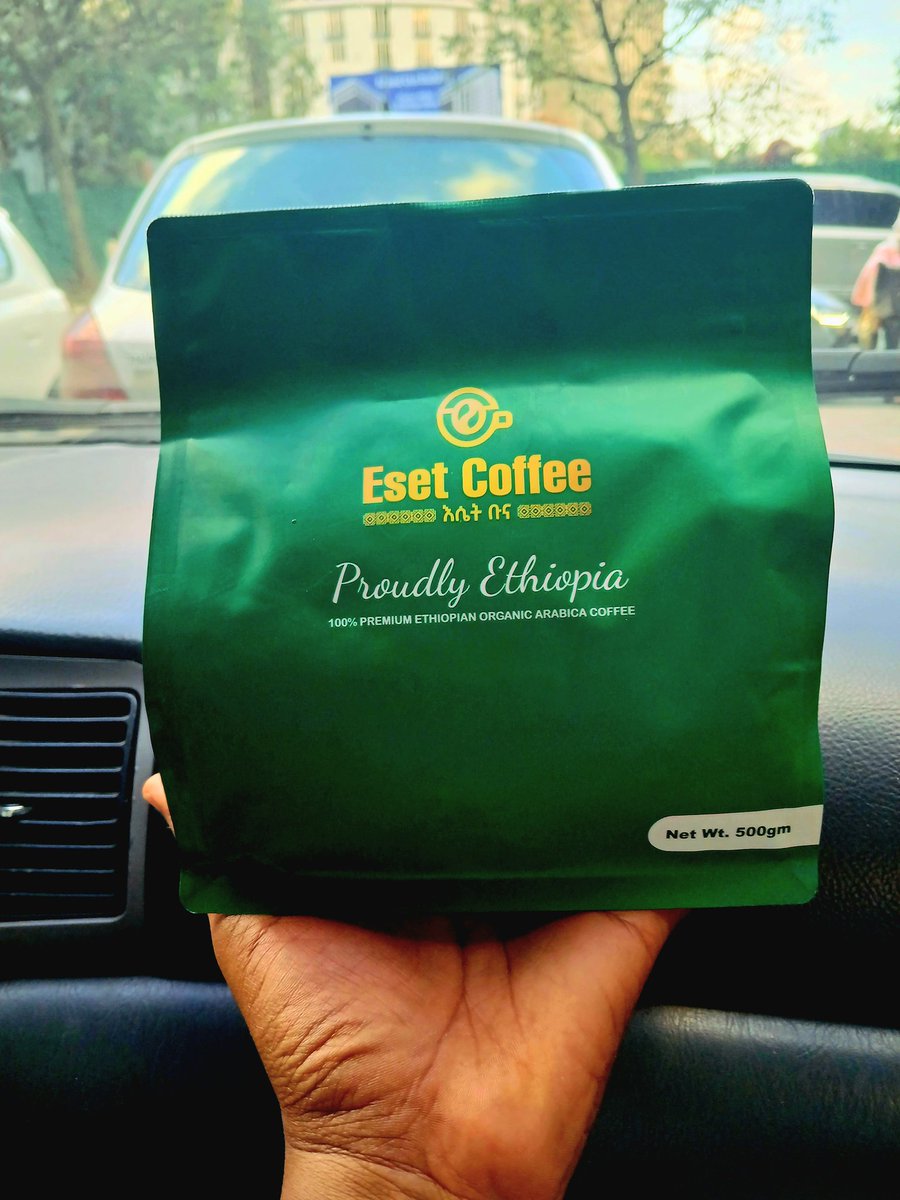 Eset Coffee
እሴት ቡና
Proudly Ethiopia
100% PREMIUM ETHIOPIAN ORGANIC ARABICA COFFEE
Net Wt. 500gm